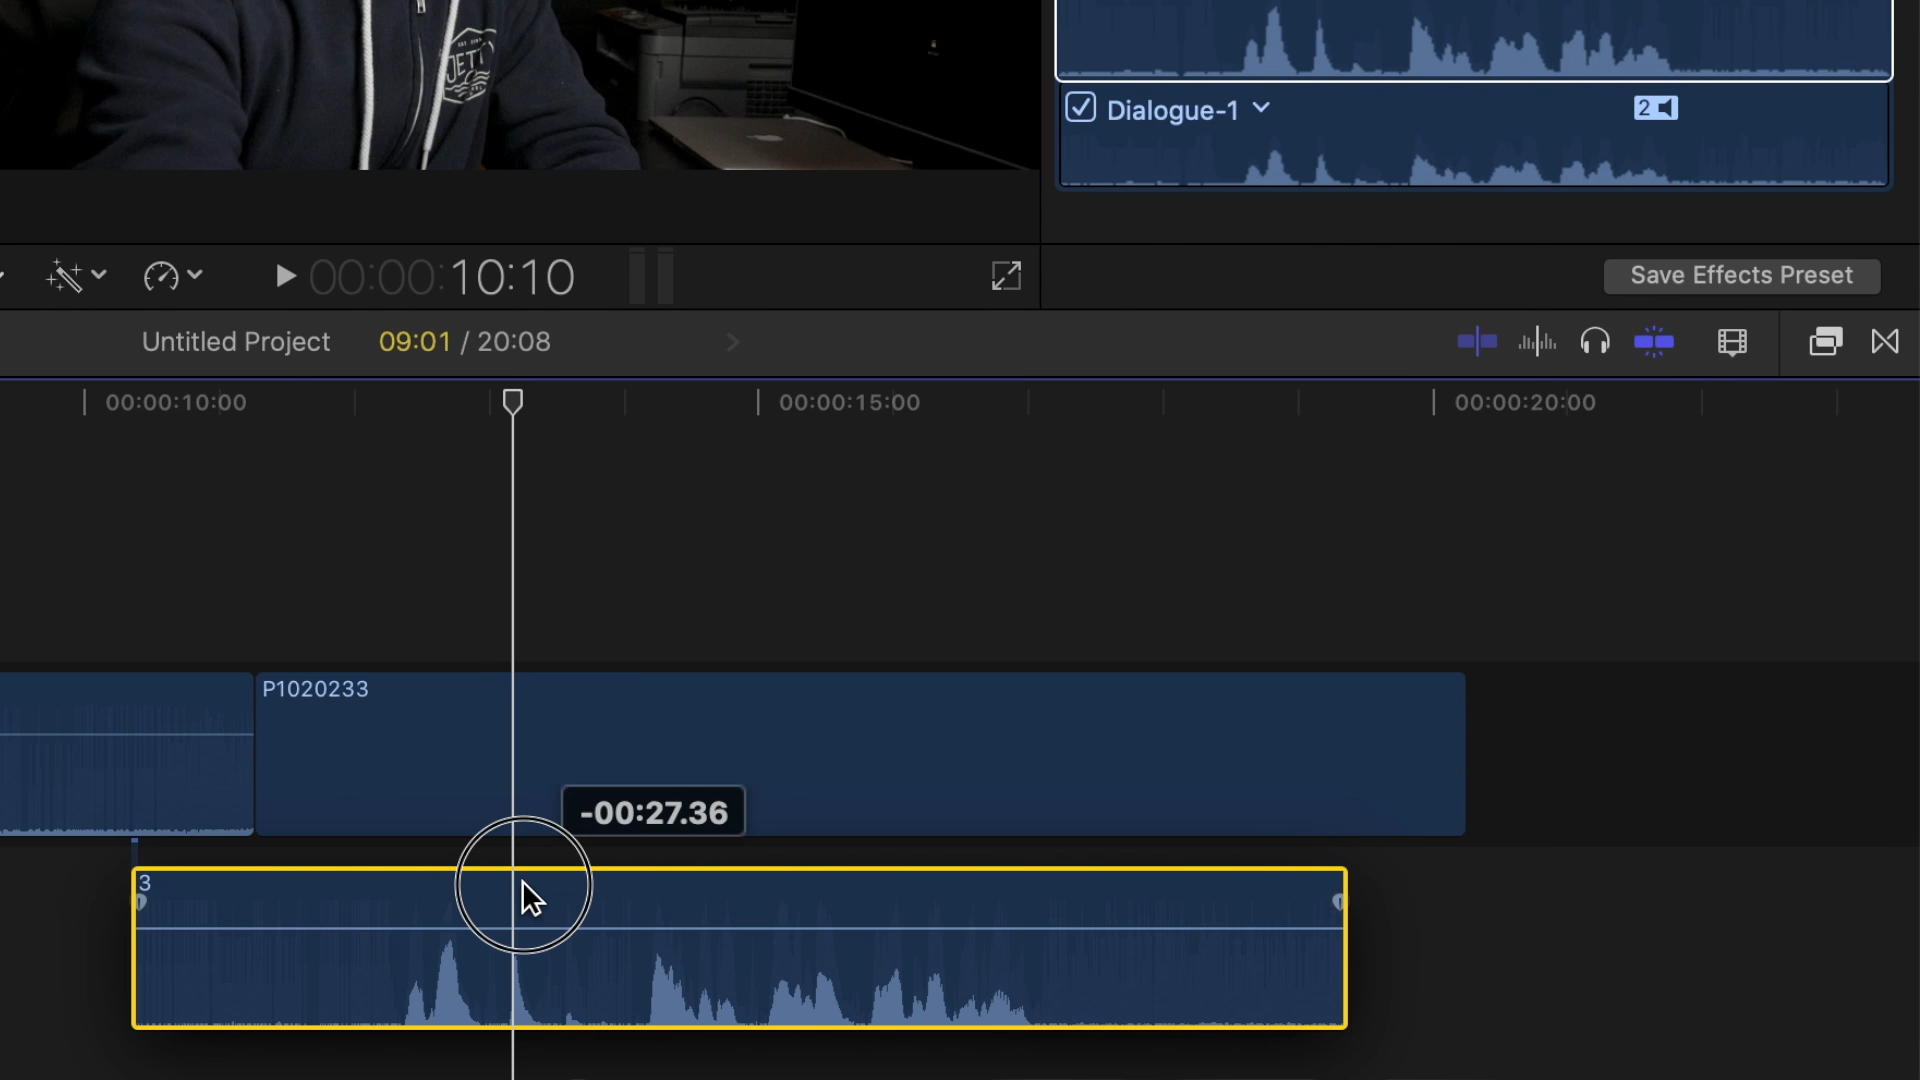 JETTY
Dialogue-1
2
00:00:10:10
Save Effects Preset
Untitled Project 09:01 / 20:08
00:00:10:00 00:00:15:00 00:00:20:00
P1020233
-00:27.36
3